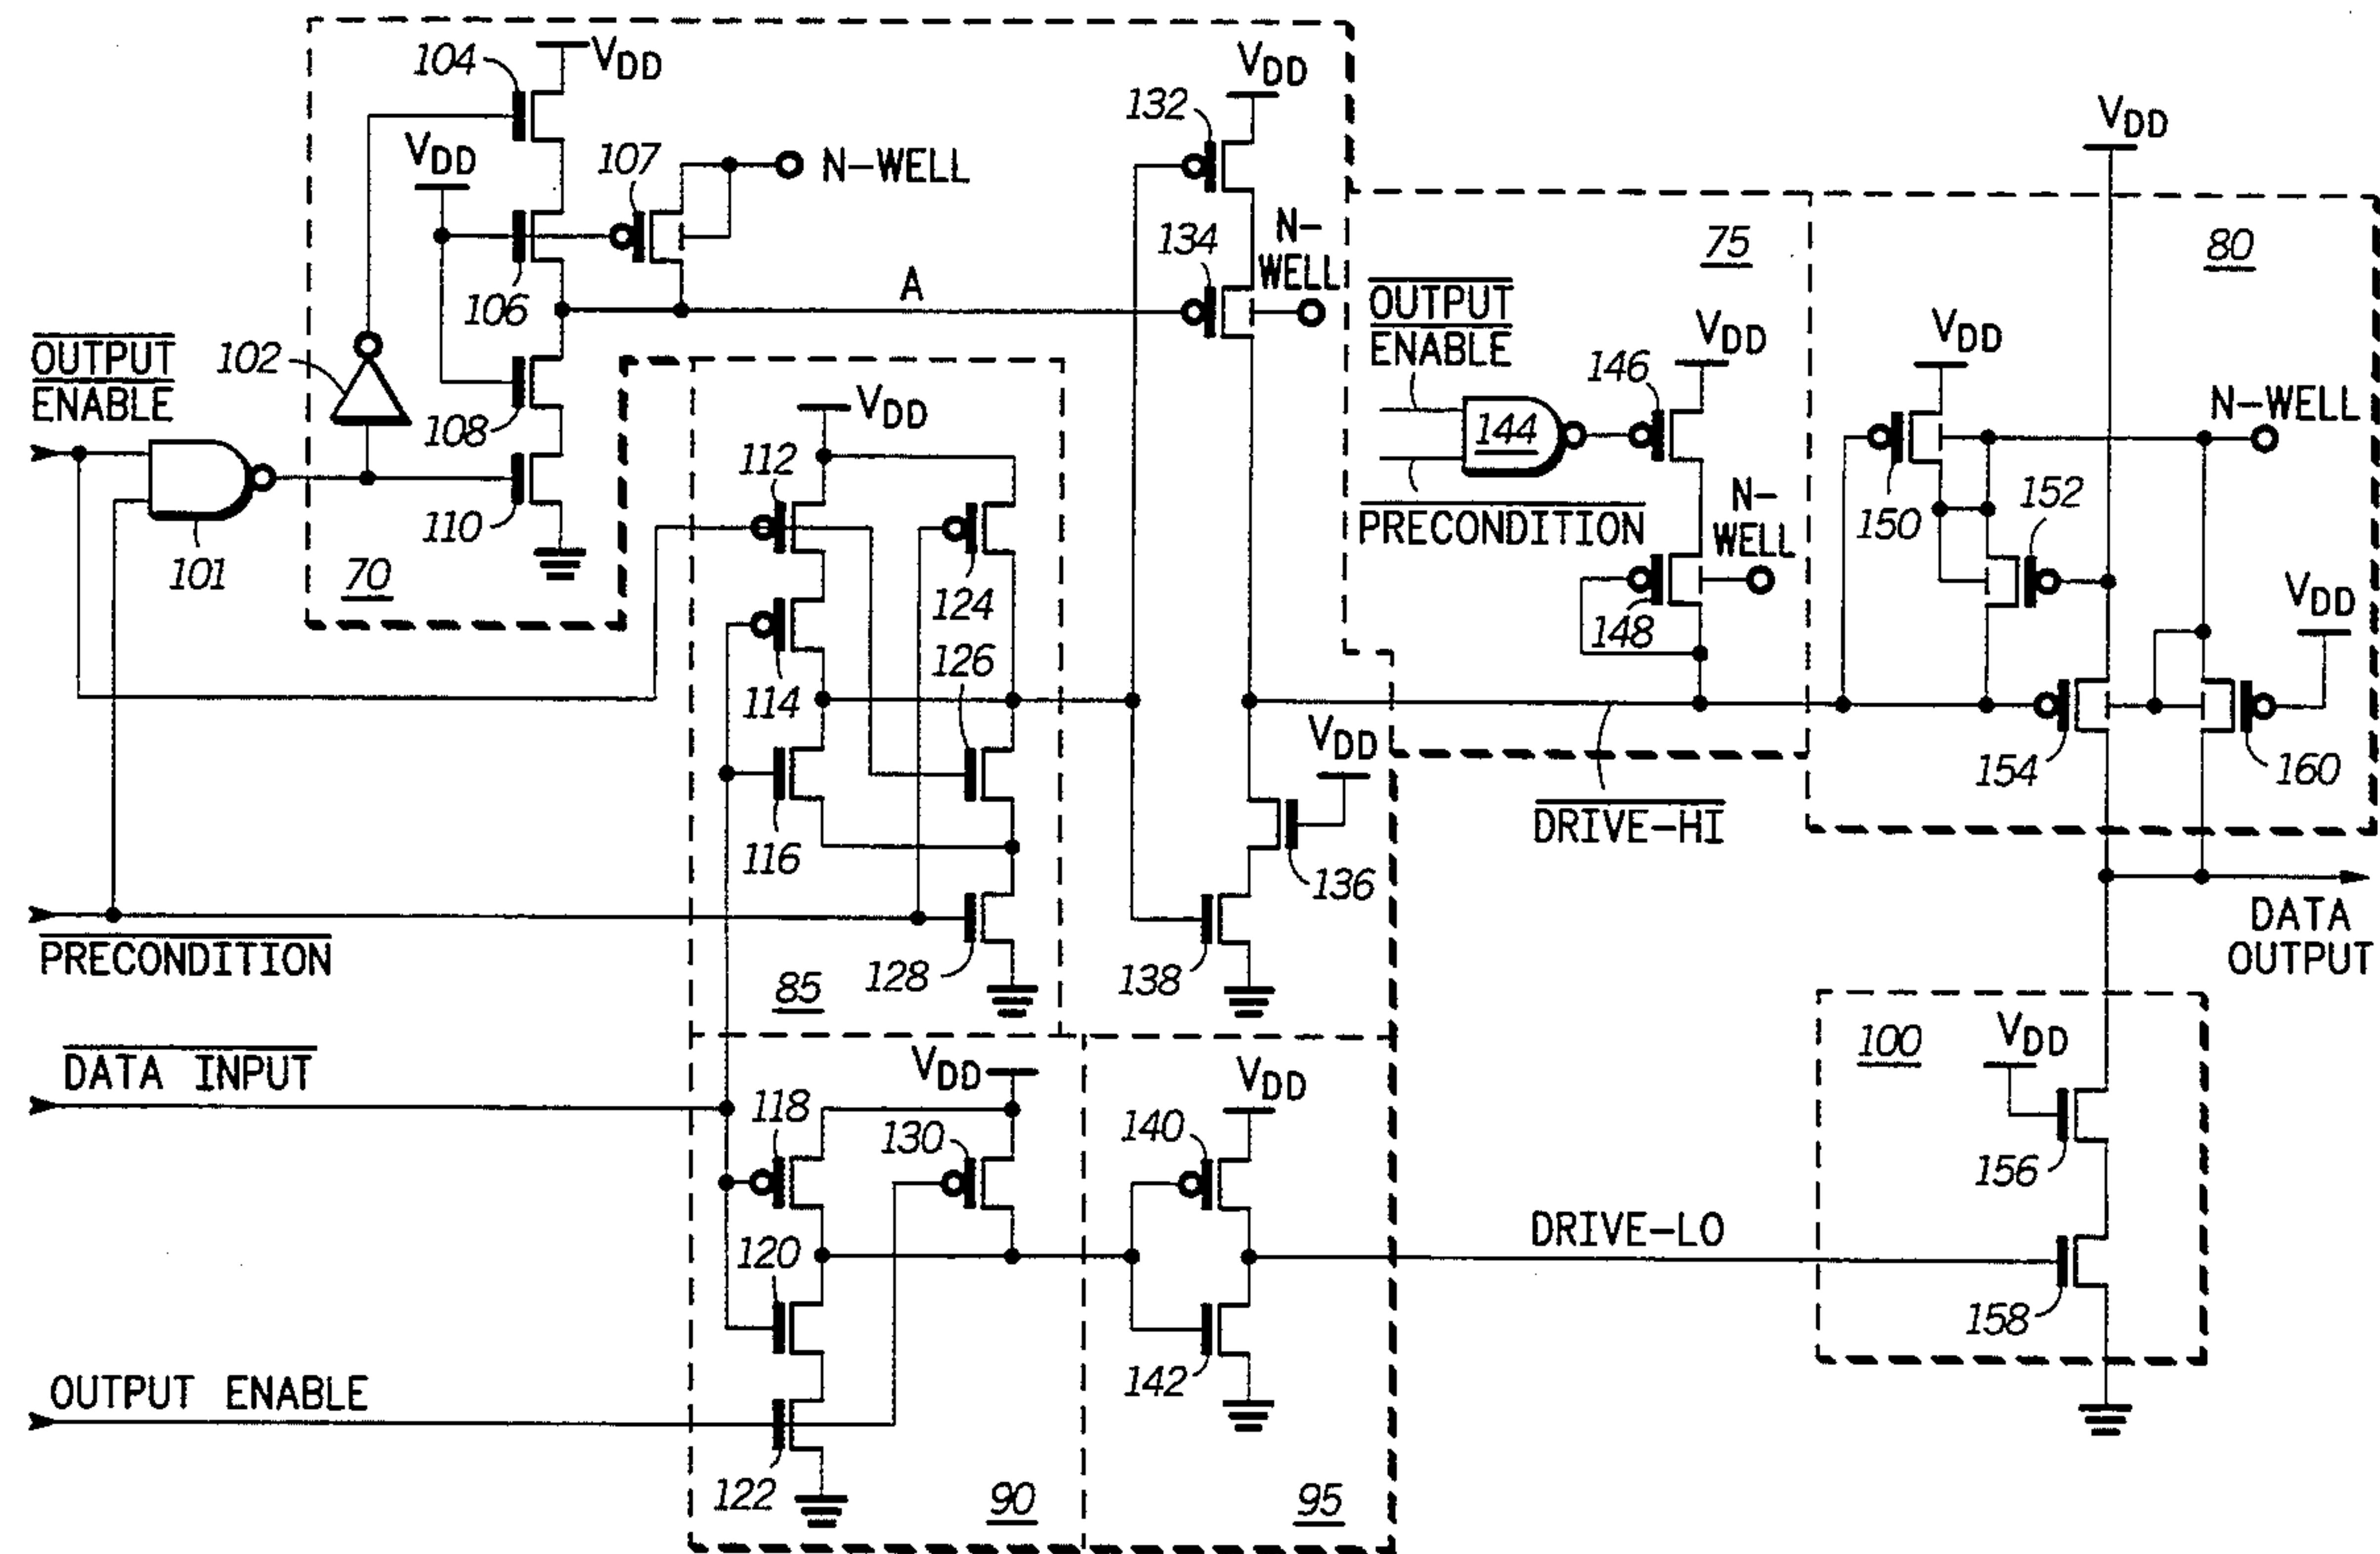 104
VDD
VDD
107
N-WELL
106
A
132
VDD
134
N-
WELL
OUTPUT
ENABLE
102
108
101
110
70
112
VDD
114
124
126
116
128
85
PRECONDITION
136
VDD
138
OUTPUT
ENABLE
144
PRECONDITION
146
VDD
75
N-
WELL
148
DRIVE-HI
VDD
80
VDD
150
152
N-WELL
VDD
154
160
DATA
OUTPUT
DATA INPUT
118
VDD
130
120
OUTPUT ENABLE
122
90
140
VDD
142
95
DRIVE-LO
100
VDD
156
158